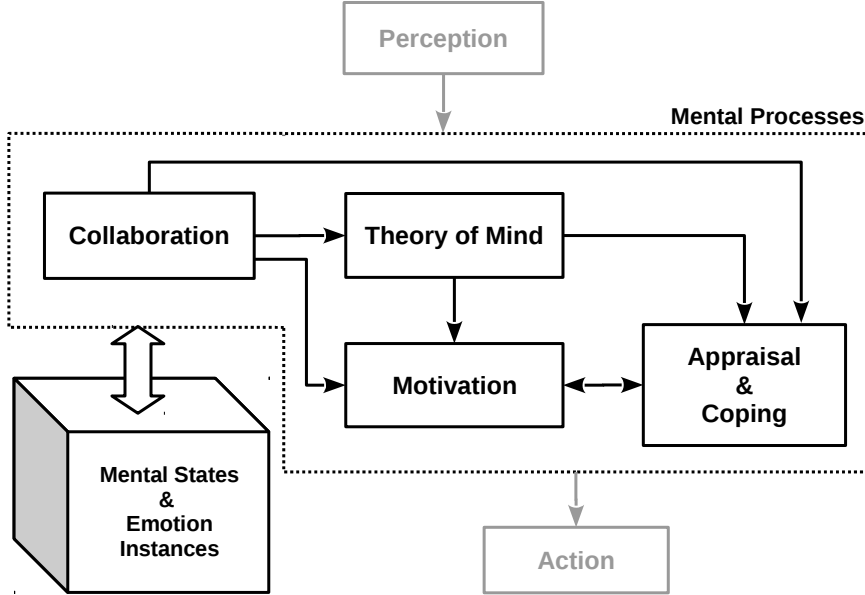 Perception
Mental Processes
Collaboration
Theory of Mind
Motivation
Appraisal
&
Coping
Mental States
&
Emotion
Instances
Action